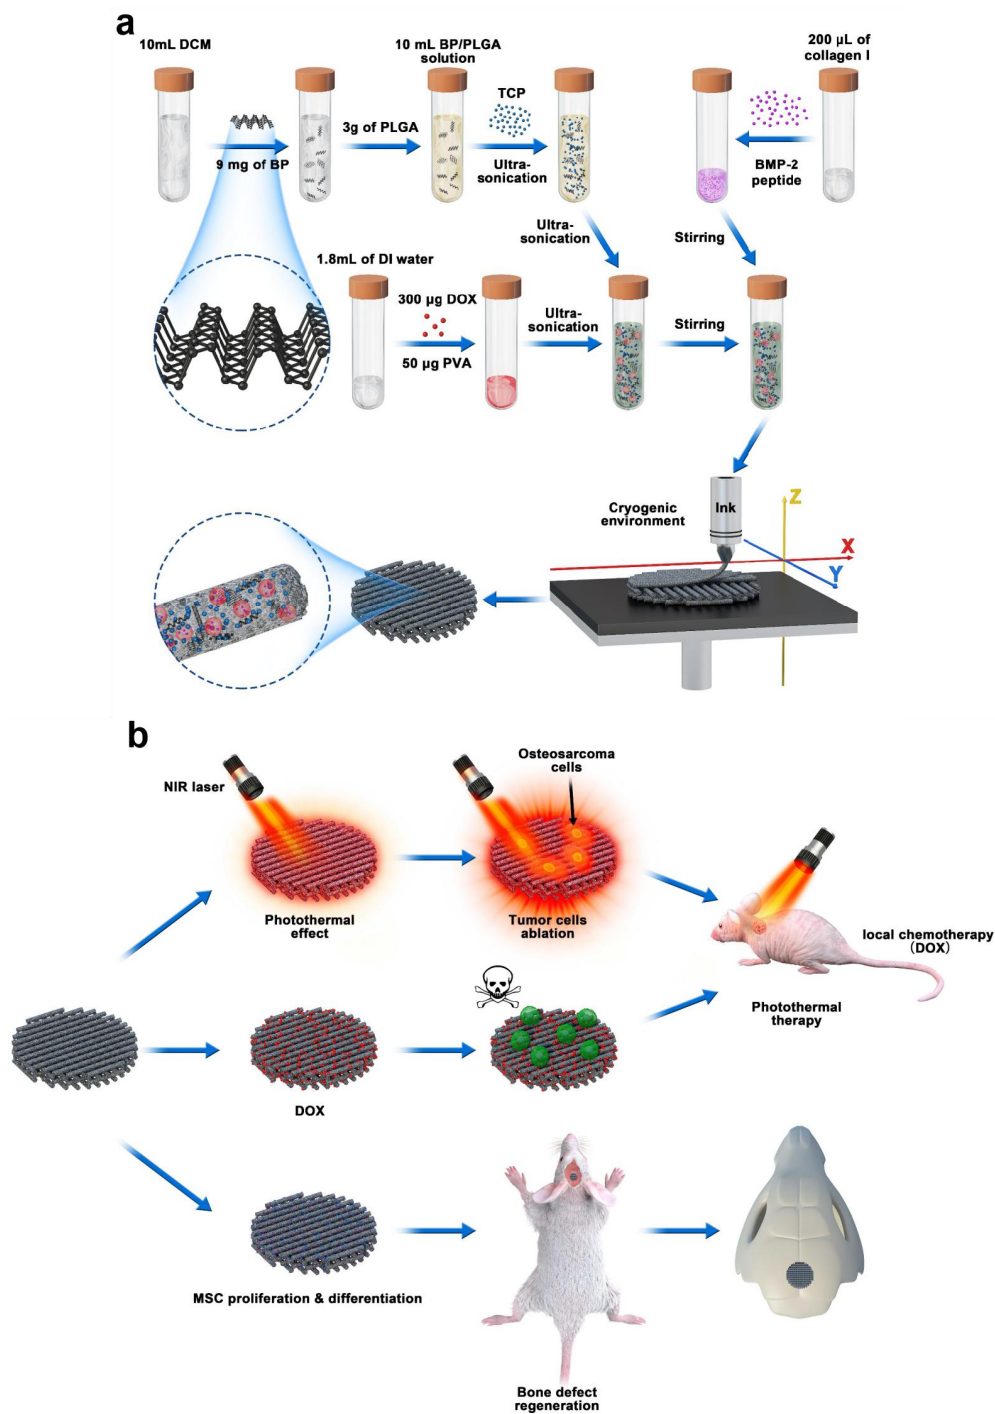 a
10mL DCM
9 mg of BP
3g of PLGA
10 mL BP/PLGA
solution
TCP
Ultra-
sonication
200 µL of
collagen I
BMP-2
peptide
Ultra-
sonication
Stirring
1.8mL of DI water
300 µg DOX
50 µg PVA
Ultra-
sonication
Stirring
Cryogenic
environment
Ink
Z
X
Y
b
NIR laser
Photothermal
effect
Osteosarcoma
cells
Tumor cells
ablation
local chemotherapy
(DOX)
Photothermal
therapy
DOX
MSC proliferation & differentiation
Bone defect
regeneration